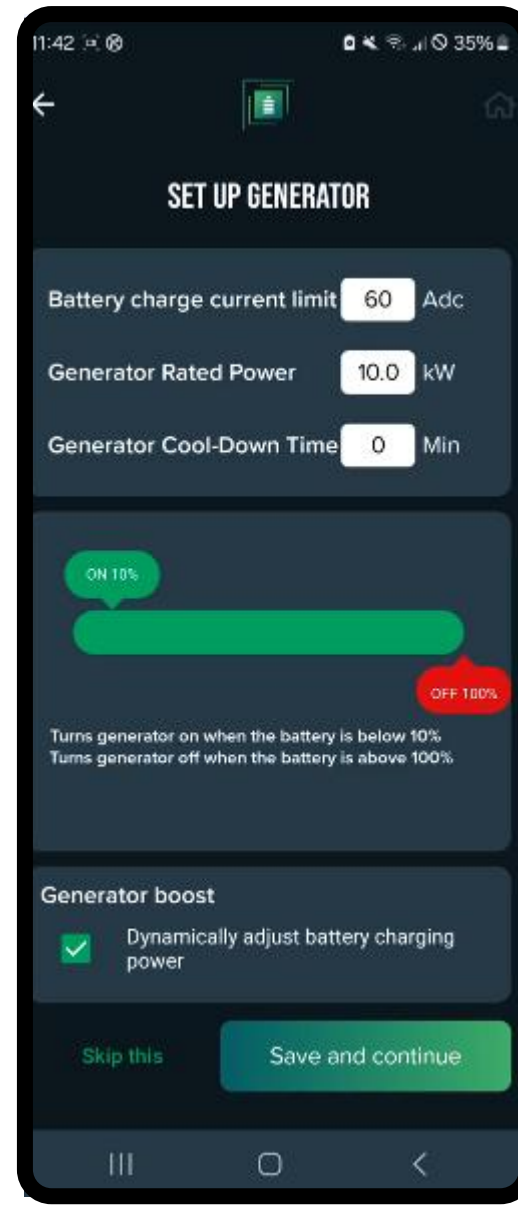 11:42
35%
SET UP GENERATOR
Battery charge current limit 60 Adc
Generator Rated Power 10.0 kW
Generator Cool-Down Time 0 Min
ON 10%
OFF 100%
Turns generator on when the battery is below 10%
Turns generator off when the battery is above 100%
Generator boost
Dynamically adjust battery charging
power
Skip this Save and continue